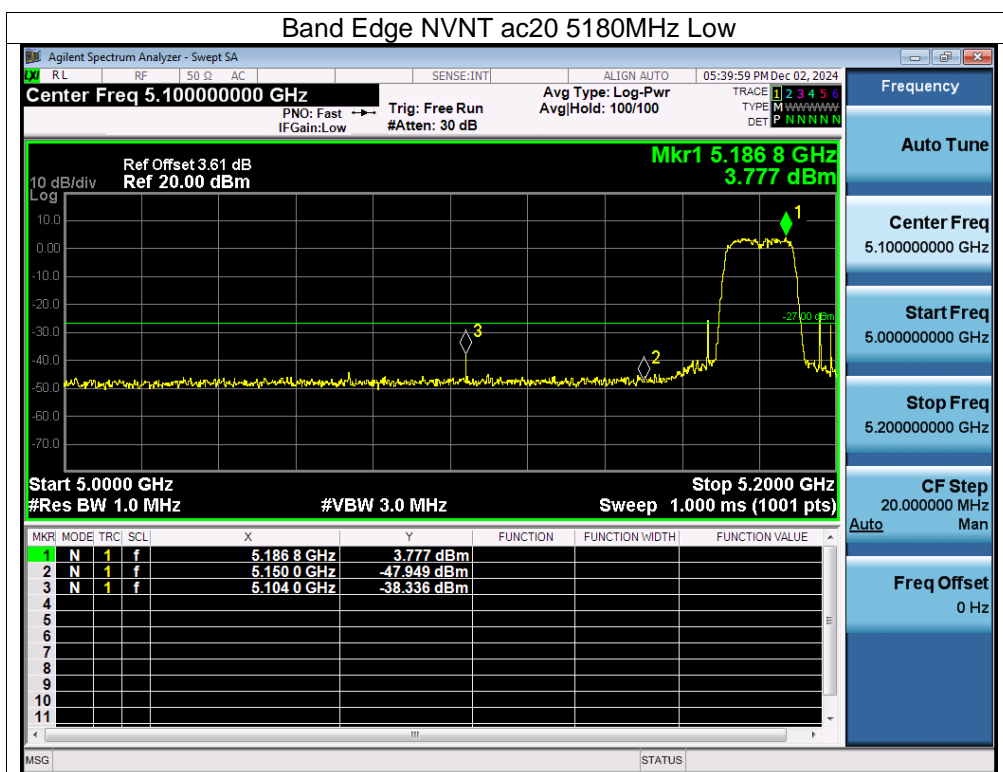 Band Edge NVNT ac20 5180MHz Low
Agilent Spectrum Analyzer - Swept SA
LXI RL RF 50 Ω AC SENSE:INT ALIGN AUTO 05:39:59 PM Dec 02, 2024
Center Freq 5.100000000 GHz
PNO: Fast
IFGain:Low
Trig: Free Run
#Atten: 30 dB
Avg Type: Log-Pwr
Avg|Hold: 100/100
TRACE 1 2 3 4 5 6
TYPE M WWWWW
DET P N N N N N
Mkr1 5.186 8 GHz
3.777 dBm
Ref Offset 3.61 dB
10 dB/div Ref 20.00 dBm
Log
10.0
0.00
-10.0
-20.0
-30.0
-40.0
-50.0
-60.0
-70.0
1
2
3
-27.00 dBm
Start 5.0000 GHz Stop 5.2000 GHz
#Res BW 1.0 MHz #VBW 3.0 MHz Sweep 1.000 ms (1001 pts)
MKR MODE TRC SCL X Y FUNCTION FUNCTION WIDTH FUNCTION VALUE
1 N 1 f 5.186 8 GHz 3.777 dBm
2 N 1 f 5.150 0 GHz -47.949 dBm
3 N 1 f 5.104 0 GHz -38.336 dBm
4
5
6
7
8
9
10
11
MSG STATUS
Frequency
Auto Tune
Center Freq
5.100000000 GHz
Start Freq
5.000000000 GHz
Stop Freq
5.200000000 GHz
CF Step
20.000000 MHz
Auto Man
Freq Offset
0 Hz